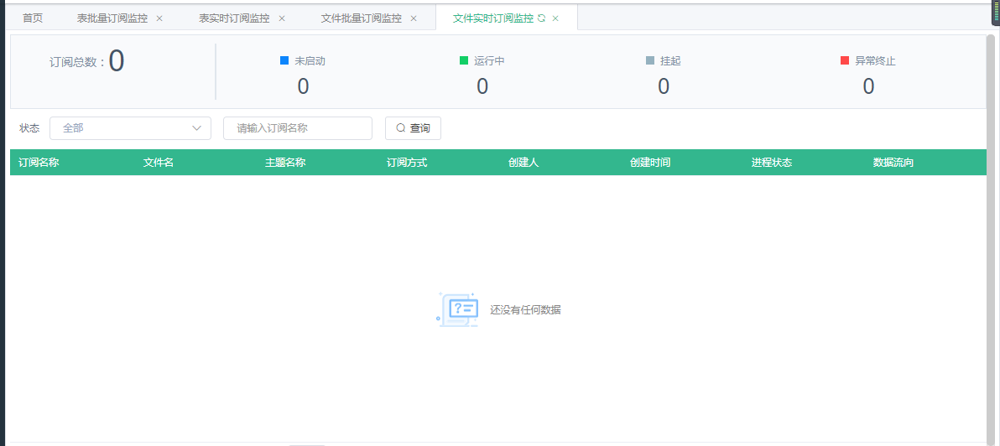 首页 表批量订阅监控 表实时订阅监控 文件批量订阅监控 文件实时订阅监控
订阅总数：0
未启动 运行中 挂起 异常终止
0 0 0 0
状态 全部 请输入订阅名称 查询
订阅名称 文件名 主题名称 订阅方式 创建人 创建时间 进程状态 数据流向
?
还没有任何数据